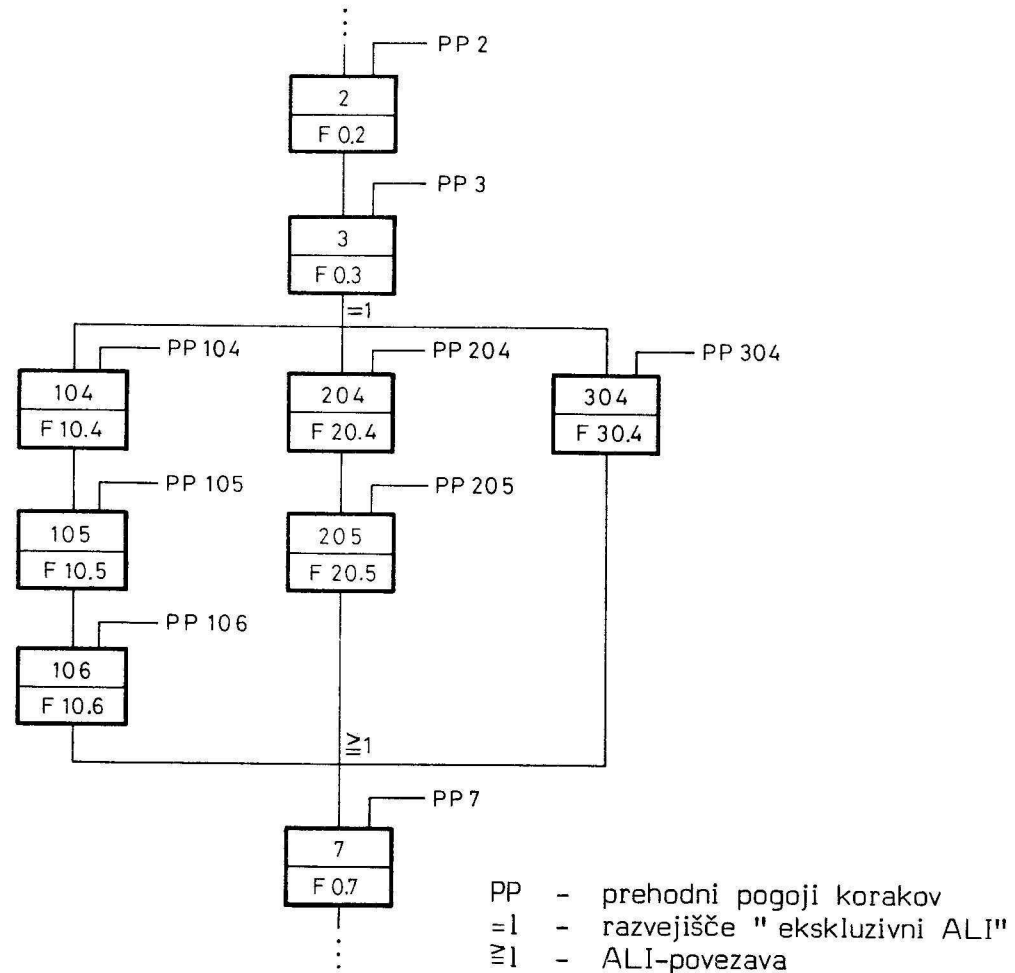 PP 2
2
F 0.2
PP 3
3
F 0.3
=1
PP 104
PP 204
PP 304
104
F 10.4
204
F 20.4
304
F 30.4
PP 105
PP 205
105
F 10.5
205
F 20.5
PP 106
106
F 10.6
≧1
PP 7
7
F 0.7
PP - prehodni pogoji korakov
=1 - razvejišče " ekskluzivni ALI"
≧1 - ALI-povezava